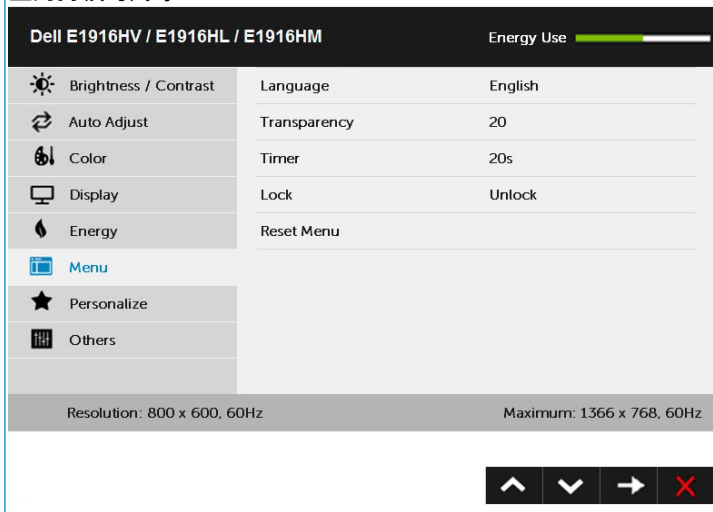 Dell E1916HV / E1916HL / E1916HM Energy Use
Brightness / Contrast Language English
Auto Adjust Transparency 20
Color Timer 20s
Display Lock Unlock
Energy Reset Menu
Menu
Personalize
Others
Resolution: 800 x 600, 60Hz Maximum: 1366 x 768, 60Hz